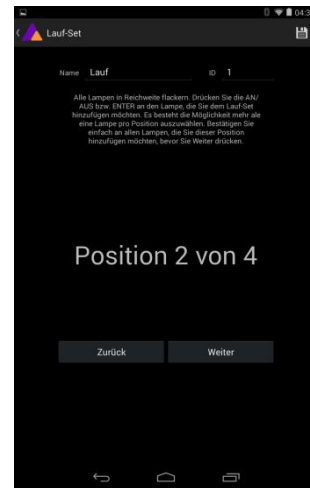 04:3
Lauf-Set
Name Lauf ID 1
Alle Lampen in Reichweite flackern. Drücken Sie die AN/
AUS bzw. ENTER an den Lampe, die Sie dem Lauf-Set
hinzufügen möchten. Es besteht die Möglichkeit mehr ale
eine Lampe pro Position auszuwählen. Bestätigen Sie
einfach an allen Lampen, die Sie dieser Position
hinzufügen möchten, bevor Sie Weiter drücken.
Position 2 von 4
Zurück Weiter